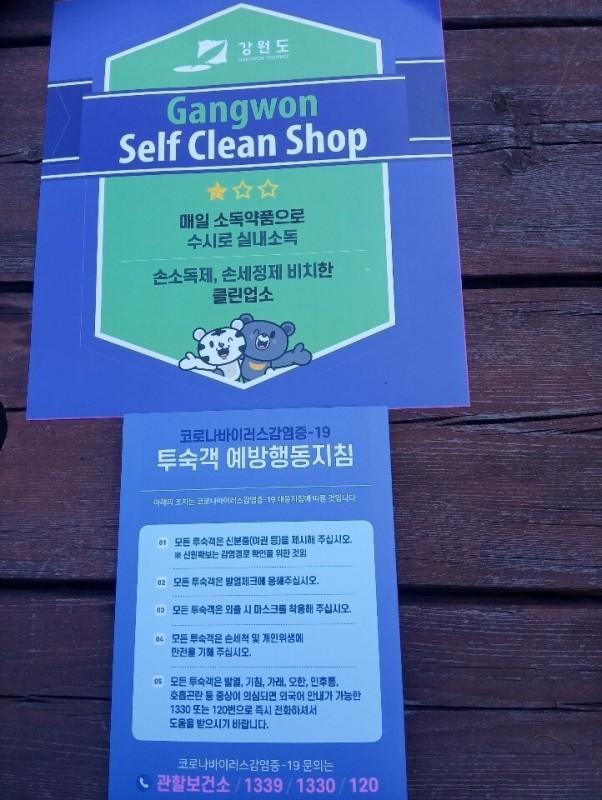 강원도
GANGWON PROVINCE
Gangwon
Self Clean Shop
매일 소독약품으로
수시로 실내소독
손소독제, 손세정제 비치한
클린업소
코로나바이러스감염증-19
투숙객 예방행동지침
아래의 조치는 코로나바이러스감염증-19 대응지침에 따른 것입니다
01 모든 투숙객은 신분증(여권 등)을 제시해 주십시오.
※ 신원확보는 감염경로 확인을 위한 것임
02 모든 투숙객은 발열체크에 응해주십시오.
03 모든 투숙객은 외출 시 마스크를 착용해 주십시오.
04 모든 투숙객은 손세척 및 개인위생에
만전을 기해 주십시오.
05 모든 투숙객은 발열, 기침, 가래, 오한, 인후통,
호흡곤란 등 증상이 의심되면 외국어 안내가 가능한
1330 또는 120번으로 즉시 전화하셔서
도움을 받으시기 바랍니다.
코로나바이러스감염증-19 문의는
관할보건소 / 1339 / 1330 / 120